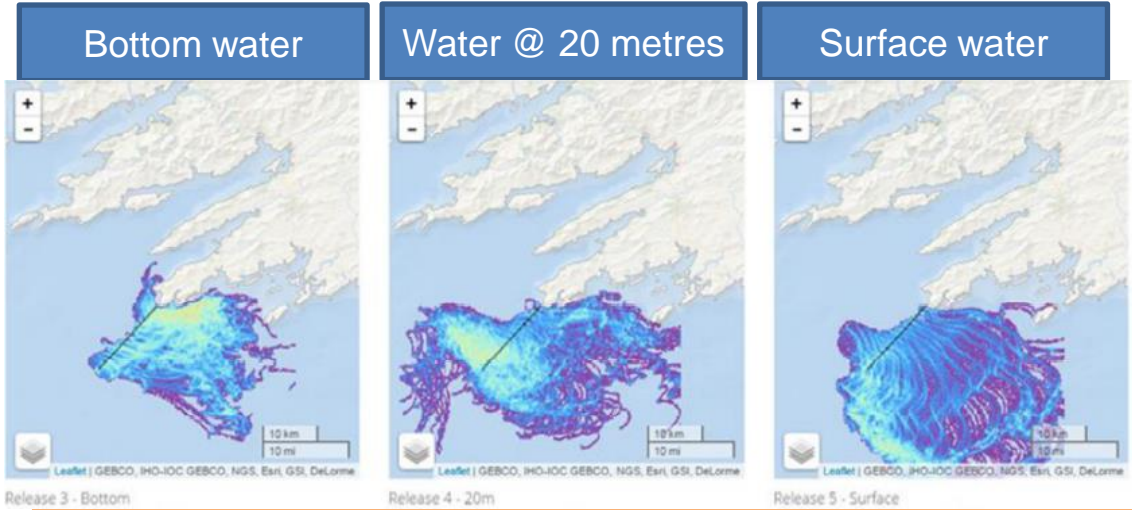 Bottom water
Water @ 20 metres
Surface water
+
−
+
−
+
−
10 km
10 mi
10 km
10 mi
10 km
10 mi
Leaflet | GEBCO, IHO-IOC GEBCO, NGS, Esri, GSI, DeLorme
Leaflet | GEBCO, IHO-IOC GEBCO, NGS, Esri, GSI, DeLorme
Leaflet | GEBCO, IHO-IOC GEBCO, NGS, Esri, GSI, DeLorme
Release 3 - Bottom
Release 4 - 20m
Release 5 - Surface